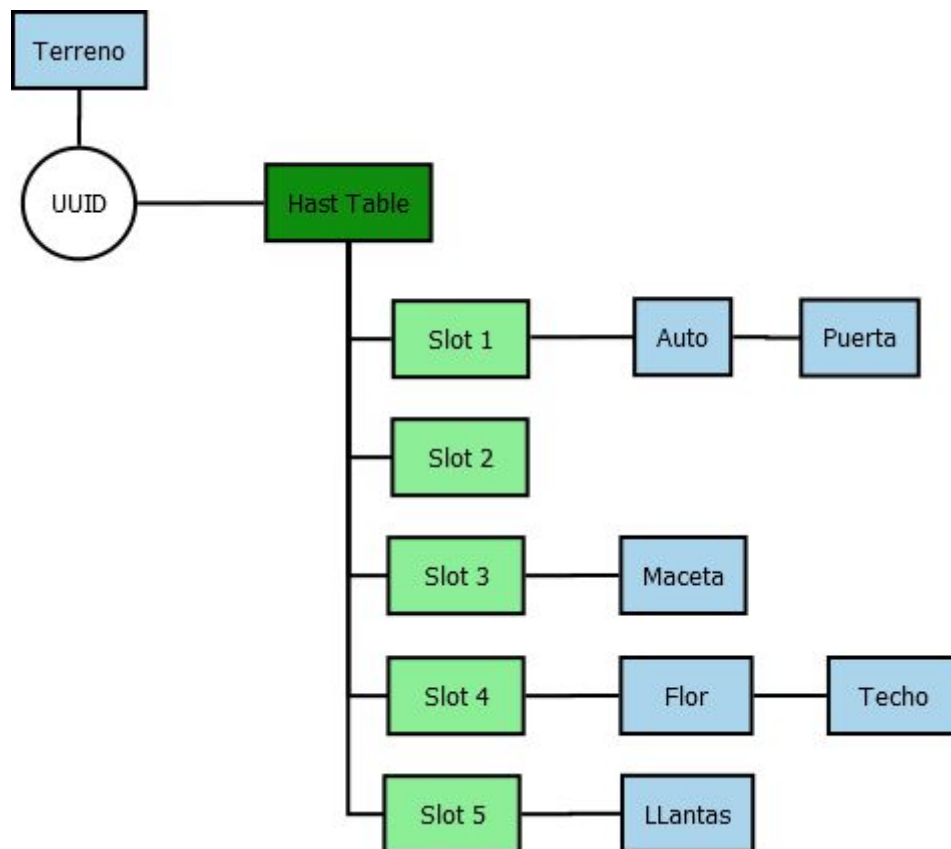 Terreno
UUID
Hast Table
Slot 1
Auto
Puerta
Slot 2
Slot 3
Maceta
Slot 4
Flor
Techo
Slot 5
LLantas